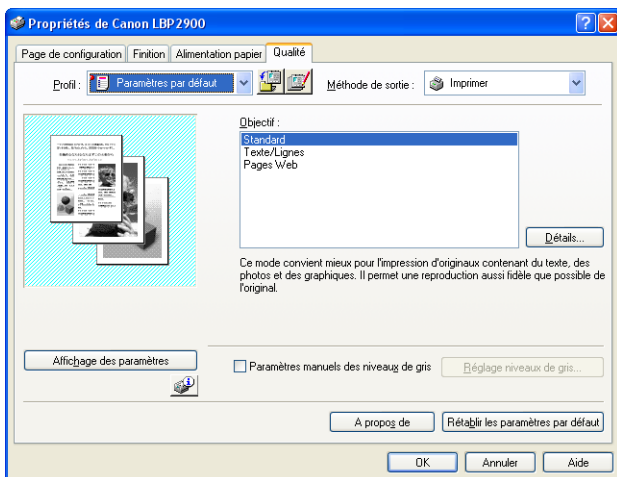 Propriétés de Canon LBP2900
Page de configuration Finition Alimentation papier Qualité
Profil : Paramètres par défaut Méthode de sortie : Imprimer
Objectif :
Standard
Texte/Lignes
Pages Web
Détails...
Ce mode convient mieux pour l'impression d'originaux contenant du texte, des
photos et des graphiques. Il permet une reproduction aussi fidèle que possible de
l'original.
Affichage des paramètres
Paramètres manuels des niveaux de gris Réglage niveaux de gris...
A propos de Rétablir les paramètres par défaut
OK Annuler Aide